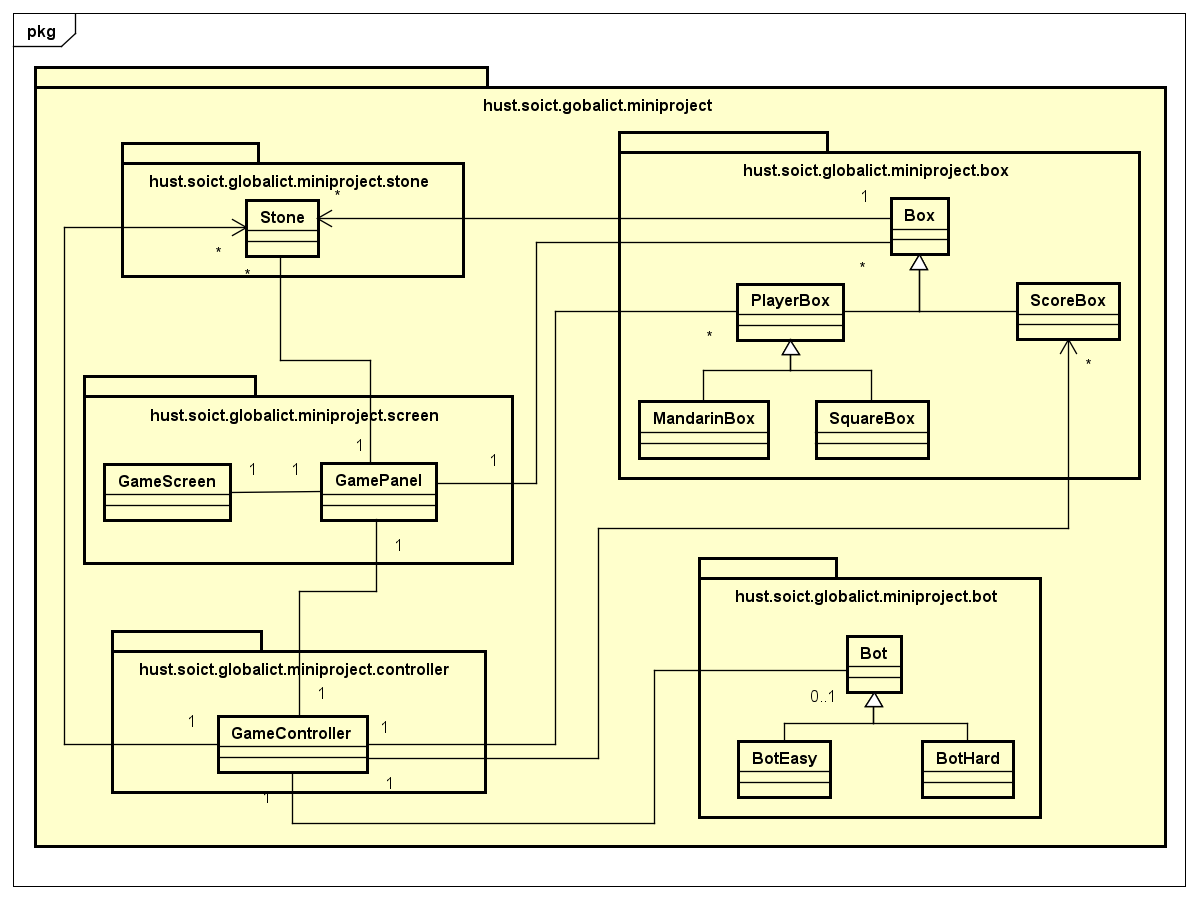 pkg
hust.soict.gobalict.miniproject
hust.soict.globalict.miniproject.stone
*
Stone
*
*
hust.soict.globalict.miniproject.box
1
Box
*
PlayerBox
*
ScoreBox
*
MandarinBox
SquareBox
hust.soict.globalict.miniproject.screen
1
GameScreen
1
1
GamePanel
1
1
hust.soict.globalict.miniproject.controller
1
1
GameController
1
1
1
hust.soict.globalict.miniproject.bot
Bot
0..1
BotEasy
BotHard